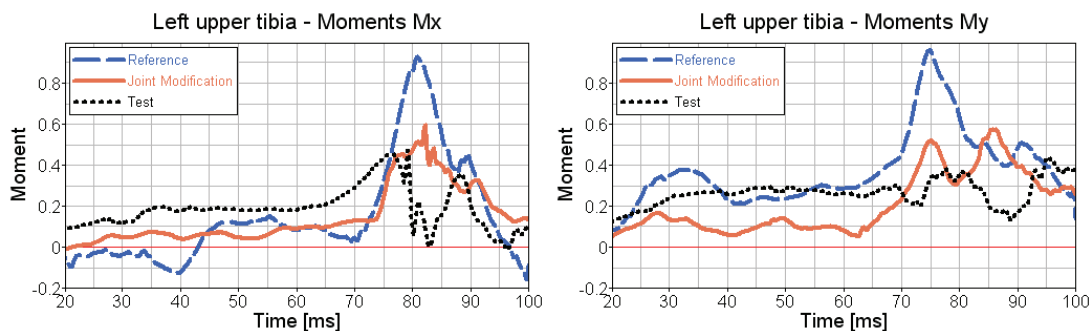 Left upper tibia - Moments Mx
Reference
Joint Modification
Test
0.8
0.6
0.4
0.2
0
-0.2
Moment
20 30 40 50 60 70 80 90 100
Time [ms]
Left upper tibia - Moments My
Reference
Joint Modification
Test
0.8
0.6
0.4
0.2
0
-0.2
Moment
20 30 40 50 60 70 80 90 100
Time [ms]